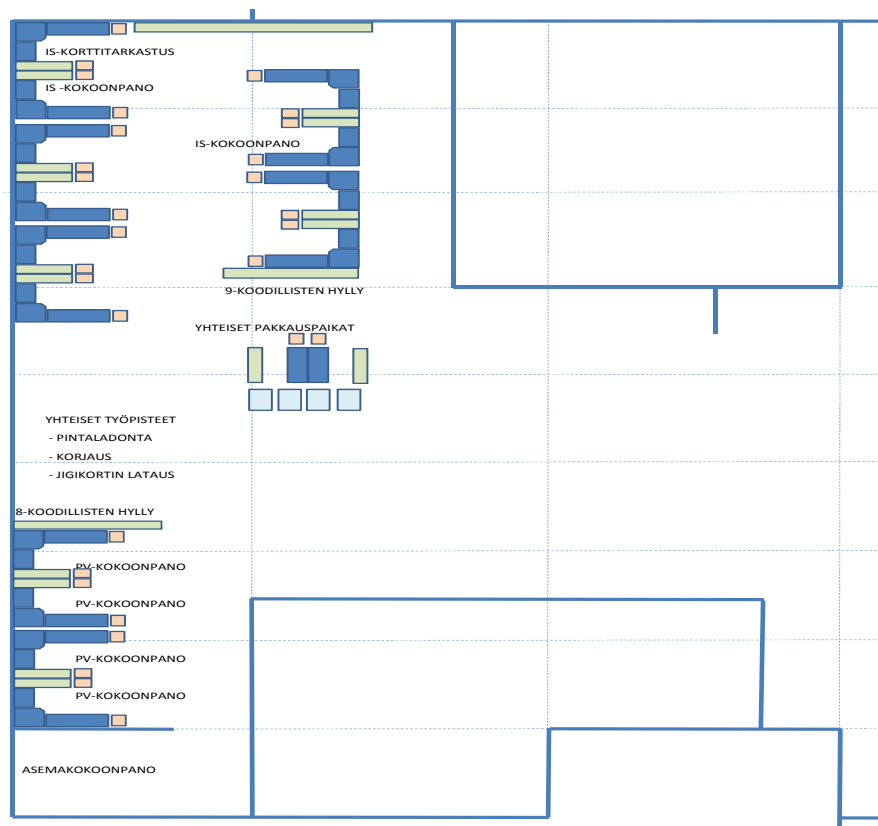 IS-KORTTITARKASTUS
IS -KOKOONPANO
IS-KOKOONPANO
9-KOODILLISTEN HYLLY
YHTEISET PAKKAUSPAIKAT
YHTEISET TYÖPISTEET
- PINTALADONTA
- KORJAUS
- JIGIKORTIN LATAUS
8-KOODILLISTEN HYLLY
PV-KOKOONPANO
PV-KOKOONPANO
PV-KOKOONPANO
PV-KOKOONPANO
ASEMAKOKOONPANO